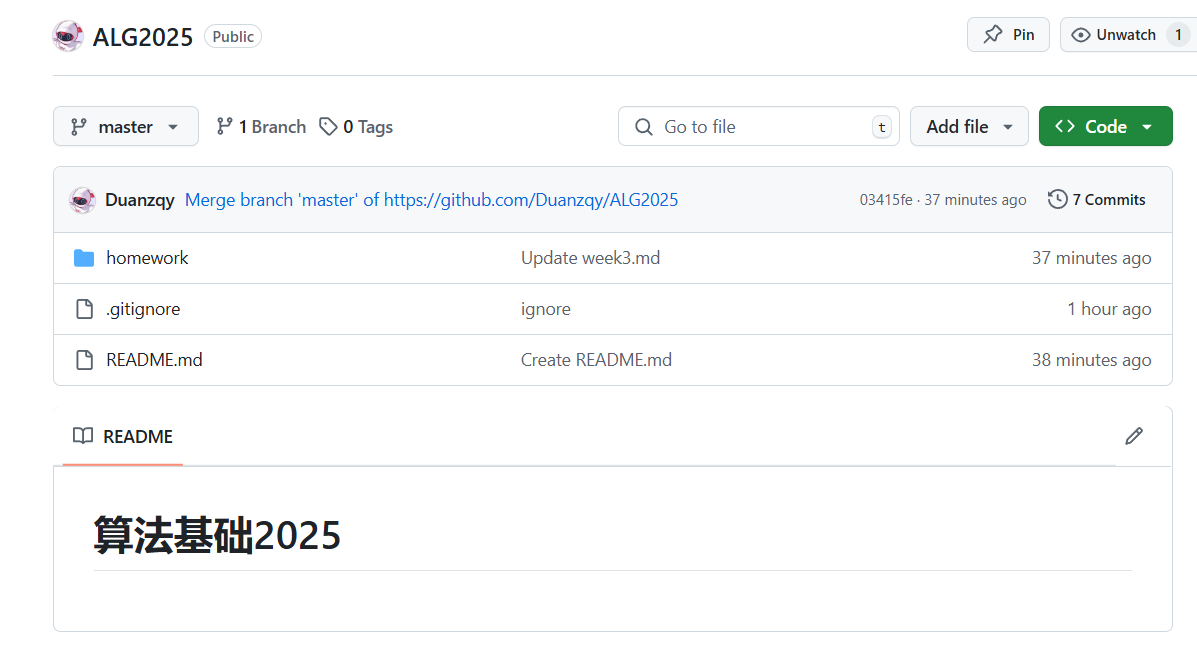 ALG2025 Public Pin Unwatch 1
master 1 Branch 0 Tags Go to file t Add file Code
Duanzqy Merge branch 'master' of https://github.com/Duanzqy/ALG2025 03415fe · 37 minutes ago 7 Commits
homework Update week3.md 37 minutes ago
.gitignore ignore 1 hour ago
README.md Create README.md 38 minutes ago
README
算法基础2025